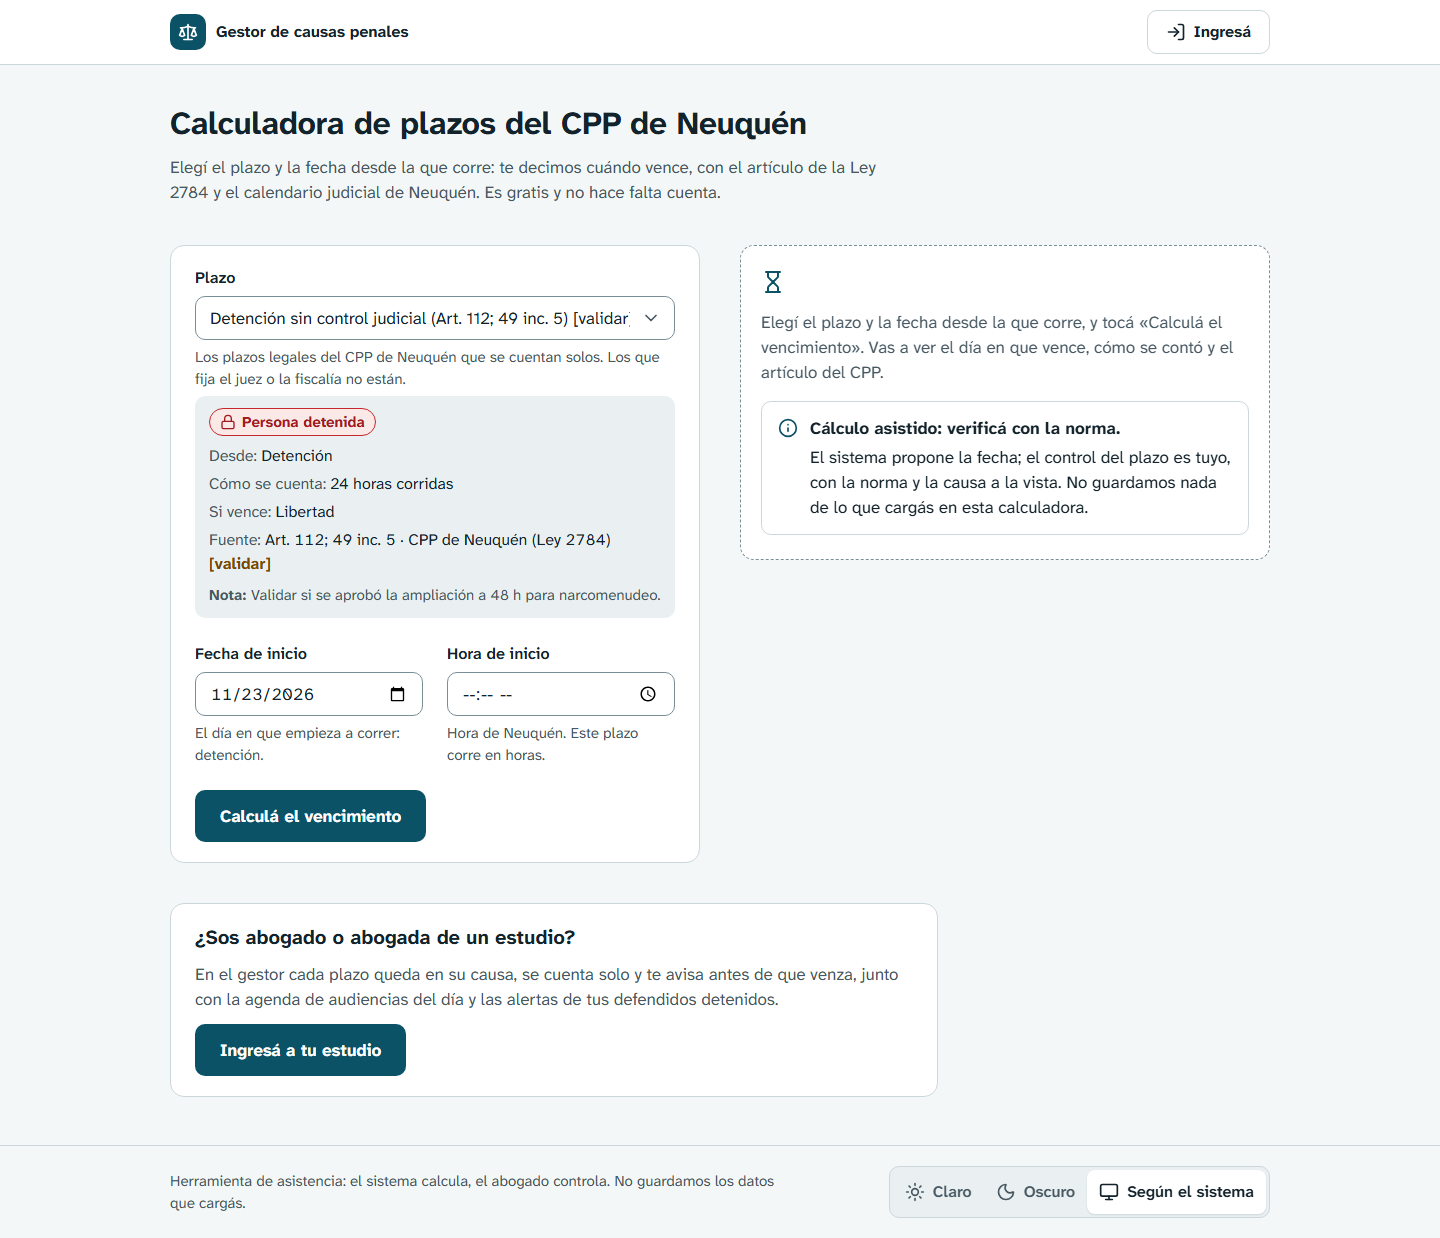 Gestor de causas penales
Ingresá
Calculadora de plazos del CPP de Neuquén
Elegí el plazo y la fecha desde la que corre: te decimos cuándo vence, con el artículo de la Ley
2784 y el calendario judicial de Neuquén. Es gratis y no hace falta cuenta.
Plazo
Detención sin control judicial (Art. 112; 49 inc. 5) [validar]
Los plazos legales del CPP de Neuquén que se cuentan solos. Los que
fija el juez o la fiscalía no están.
Persona detenida
Desde: Detención
Cómo se cuenta: 24 horas corridas
Si vence: Libertad
Fuente: Art. 112; 49 inc. 5 · CPP de Neuquén (Ley 2784)
[validar]
Nota: Validar si se aprobó la ampliación a 48 h para narcomenudeo.
Fecha de inicio
11/23/2026
El día en que empieza a correr:
detención.
Hora de inicio
--:-- --
Hora de Neuquén. Este plazo
corre en horas.
Calculá el vencimiento
Elegí el plazo y la fecha desde la que corre, y tocá «Calculá el
vencimiento». Vas a ver el día en que vence, cómo se contó y el
artículo del CPP.
Cálculo asistido: verificá con la norma.
El sistema propone la fecha; el control del plazo es tuyo,
con la norma y la causa a la vista. No guardamos nada
de lo que cargás en esta calculadora.
¿Sos abogado o abogada de un estudio?
En el gestor cada plazo queda en su causa, se cuenta solo y te avisa antes de que venza, junto
con la agenda de audiencias del día y las alertas de tus defendidos detenidos.
Ingresá a tu estudio
Herramienta de asistencia: el sistema calcula, el abogado controla. No guardamos los datos
que cargás.
Claro
Oscuro
Según el sistema